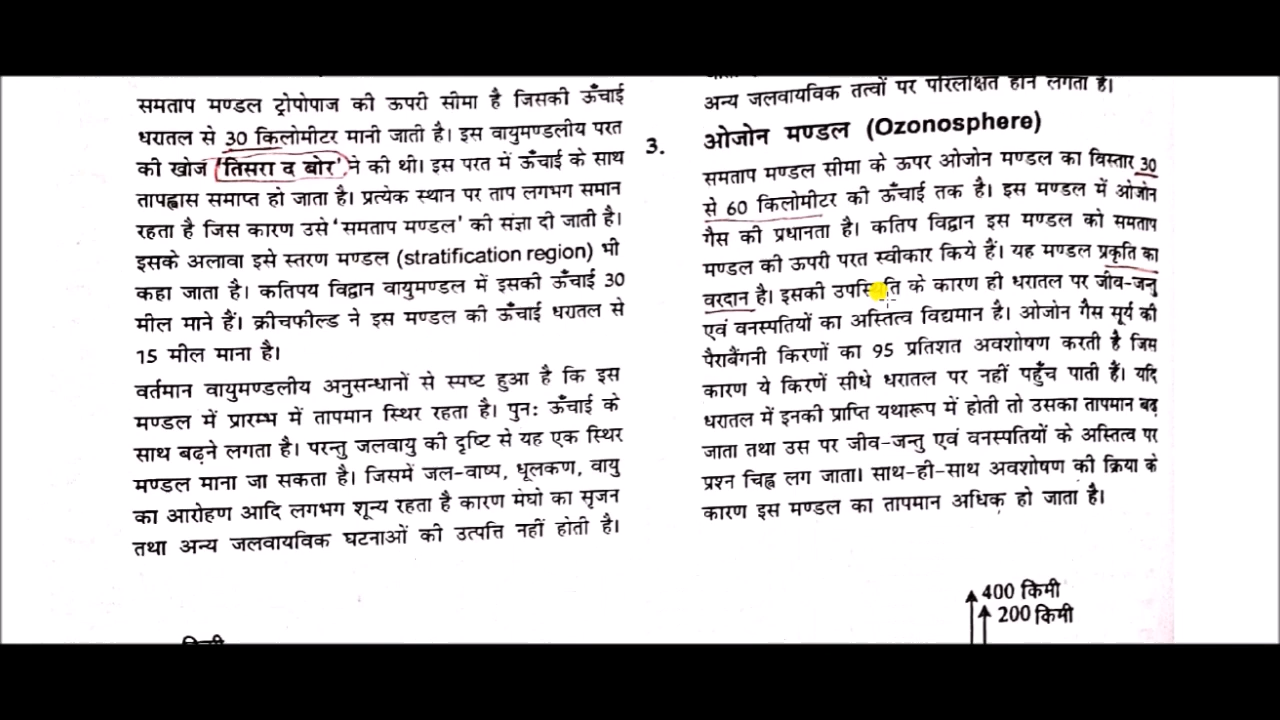 समताप मण्डल ट्रोपोपाज की ऊपरी सीमा है जिसकी ऊँचाई
धरातल से 30 किलोमीटर मानी जाती है। इस वायुमण्डलीय परत
की खोज 'तिसरा द बोर' ने की थी। इस परत में ऊँचाई के साथ
तापह्रास समाप्त हो जाता है। प्रत्येक स्थान पर ताप लगभग समान
रहता है जिस कारण उसे 'समताप मण्डल' की संज्ञा दी जाती है।
इसके अलावा इसे स्तरण मण्डल (stratification region) भी
कहा जाता है। कतिपय विद्वान वायुमण्डल में इसकी ऊँचाई 30
मील माने हैं। क्रीचफील्ड ने इस मण्डल की ऊँचाई धरातल से
15 मील माना है।
वर्तमान वायुमण्डलीय अनुसन्धानों से स्पष्ट हुआ है कि इस
मण्डल में प्रारम्भ में तापमान स्थिर रहता है। पुन: ऊँचाई के
साथ बढ़ने लगता है। परन्तु जलवायु की दृष्टि से यह एक स्थिर
मण्डल माना जा सकता है। जिसमें जल-वाष्प, धूलकण, वायु
का आरोहण आदि लगभग शून्य रहता है कारण मेघो का सृजन
तथा अन्य जलवायविक घटनाओं की उत्पत्ति नहीं होती है।
अन्य जलवायविक तत्वों पर परिलक्षित होने लगता है।
3. ओजोन मण्डल (Ozonosphere)
समताप मण्डल सीमा के ऊपर ओजोन मण्डल का विस्तार 30
से 60 किलोमीटर की ऊँचाई तक है। इस मण्डल में ओजोन
गैस की प्रधानता है। कतिप विद्वान इस मण्डल को समताप
मण्डल की ऊपरी परत स्वीकार किये हैं। यह मण्डल प्रकृति का
वरदान है। इसकी उपस्थिति के कारण ही धरातल पर जीव-जन्तु
एवं वनस्पतियों का अस्तित्व विद्यमान है। ओजोन गैस सूर्य की
पैराबैंगनी किरणों का 95 प्रतिशत अवशोषण करती है जिस
कारण ये किरणें सीधे धरातल पर नहीं पहुँच पाती हैं। यदि
धरातल में इनकी प्राप्ति यथारूप में होती तो उसका तापमान बढ़
जाता तथा उस पर जीव-जन्तु एवं वनस्पतियों के अस्तित्व पर
प्रश्न चिह्न लग जाता। साथ-ही-साथ अवशोषण की क्रिया के
कारण इस मण्डल का तापमान अधिक हो जाता है।
400 किमी
200 किमी